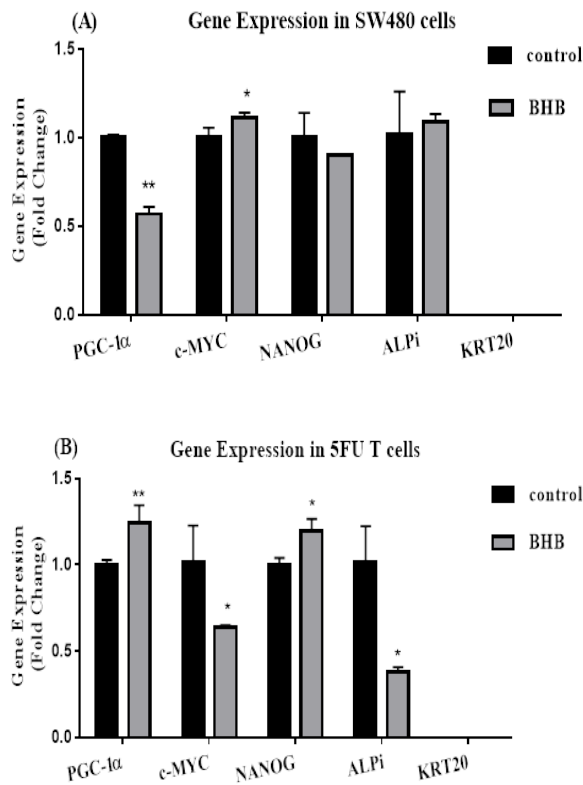 (A)
Gene Expression in SW480 cells
Gene Expression
(Fold Change)
1.5
1.0
0.5
0.0
**
*
control
BHB
PGC-1α
c-MYC
NANOG
ALPi
KRT20
(B)
Gene Expression in 5FU T cells
Gene Expression
(Fold Change)
1.5
1.0
0.5
0.0
**
*
*
*
control
BHB
PGC-1α
c-MYC
NANOG
ALPi
KRT20